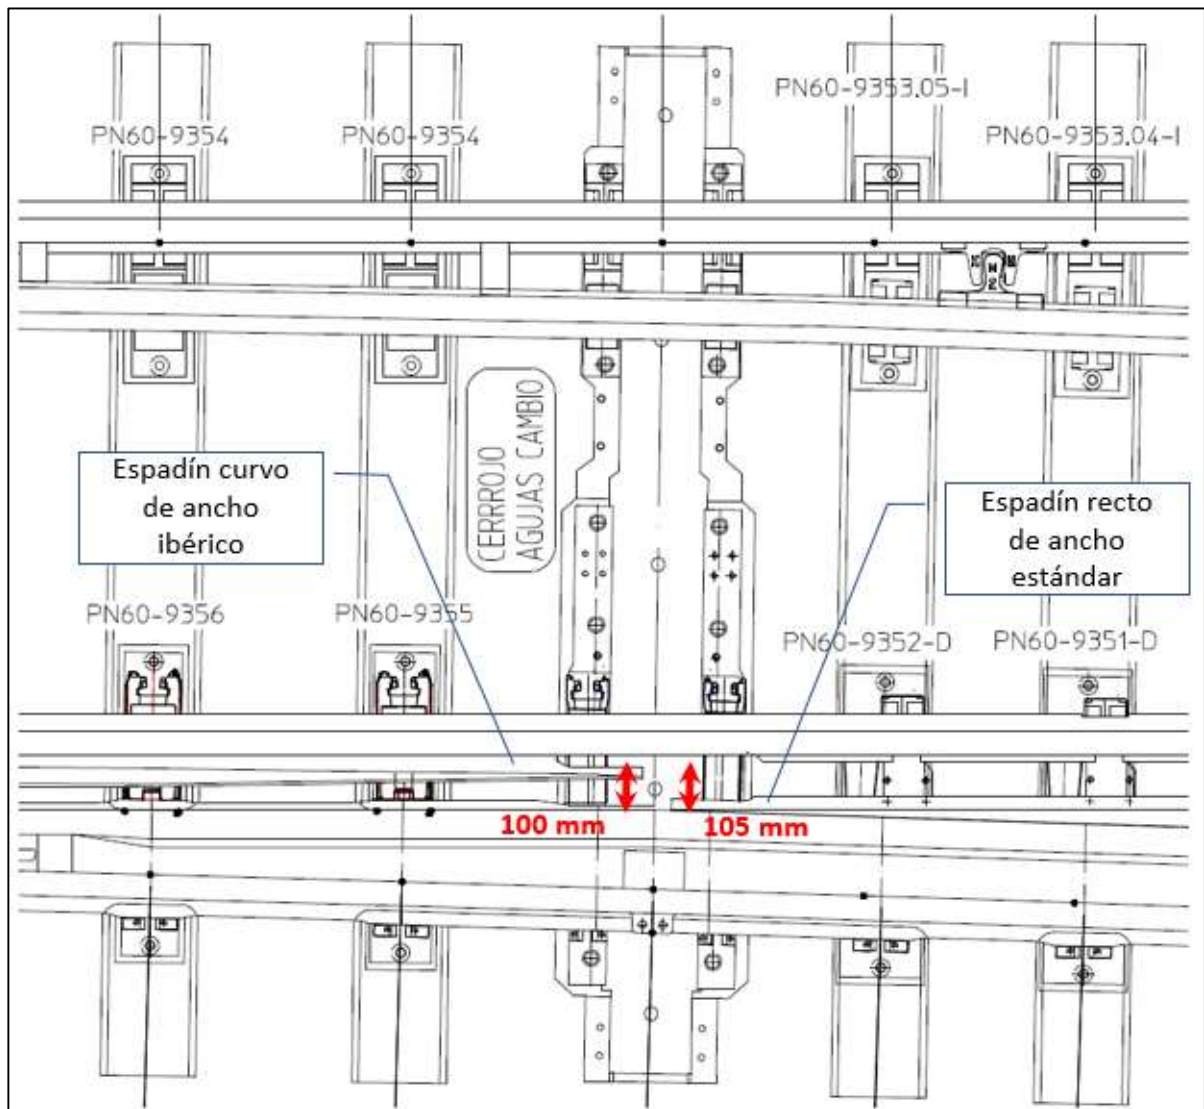 PN60-9353.05-I
PN60-9354
PN60-9354
PN60-9353.04-I
CERRROJO
AGUJAS CAMBIO
Espadín curvo
de ancho
ibérico
Espadín recto
de ancho
estándar
PN60-9356
PN60-9355
PN60-9352-D
PN60-9351-D
100 mm
105 mm